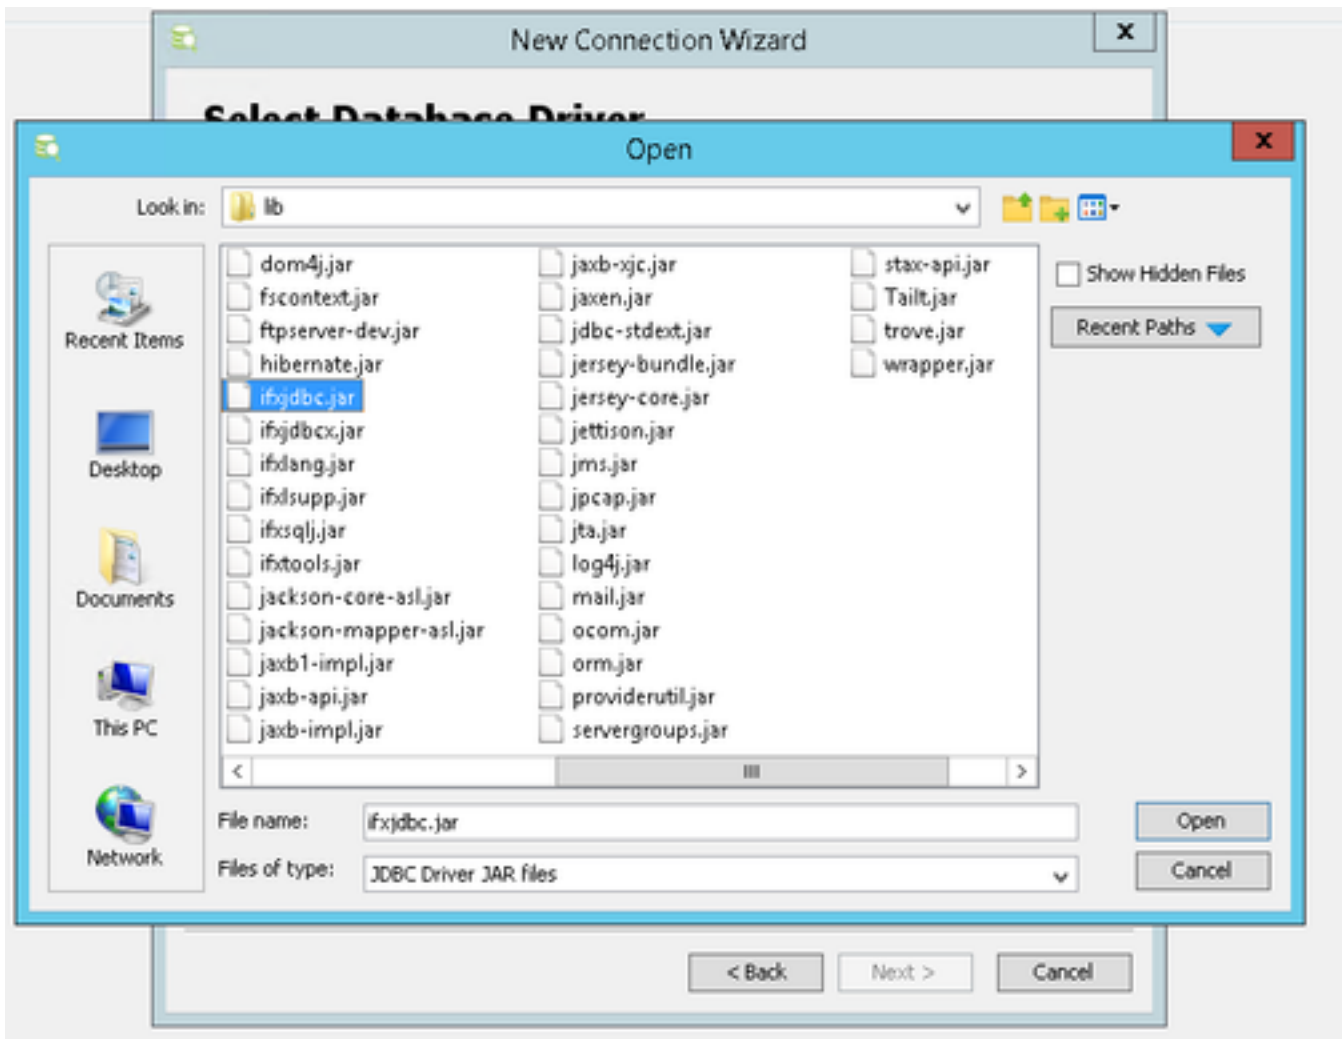 New Connection Wizard
x
Select Database Driver
Open
x
Look in:
lib
Recent Items
Desktop
Documents
This PC
Network
dom4j.jar
fscontext.jar
ftpserver-dev.jar
hibernate.jar
ifxjdbc.jar
ifxjdbcx.jar
ifxlang.jar
ifxlsupp.jar
ifxsqlj.jar
ifxtools.jar
jackson-core-asl.jar
jackson-mapper-asl.jar
jaxb1-impl.jar
jaxb-api.jar
jaxb-impl.jar
jaxb-xjc.jar
jaxen.jar
jdbc-stdext.jar
jersey-bundle.jar
jersey-core.jar
jettison.jar
jms.jar
jpcap.jar
jta.jar
log4j.jar
mail.jar
ocom.jar
orm.jar
providerutil.jar
servergroups.jar
stax-api.jar
Tailt.jar
trove.jar
wrapper.jar
Show Hidden Files
Recent Paths
File name:
ifxjdbc.jar
Open
Files of type:
JDBC Driver JAR files
Cancel
< Back
Next >
Cancel